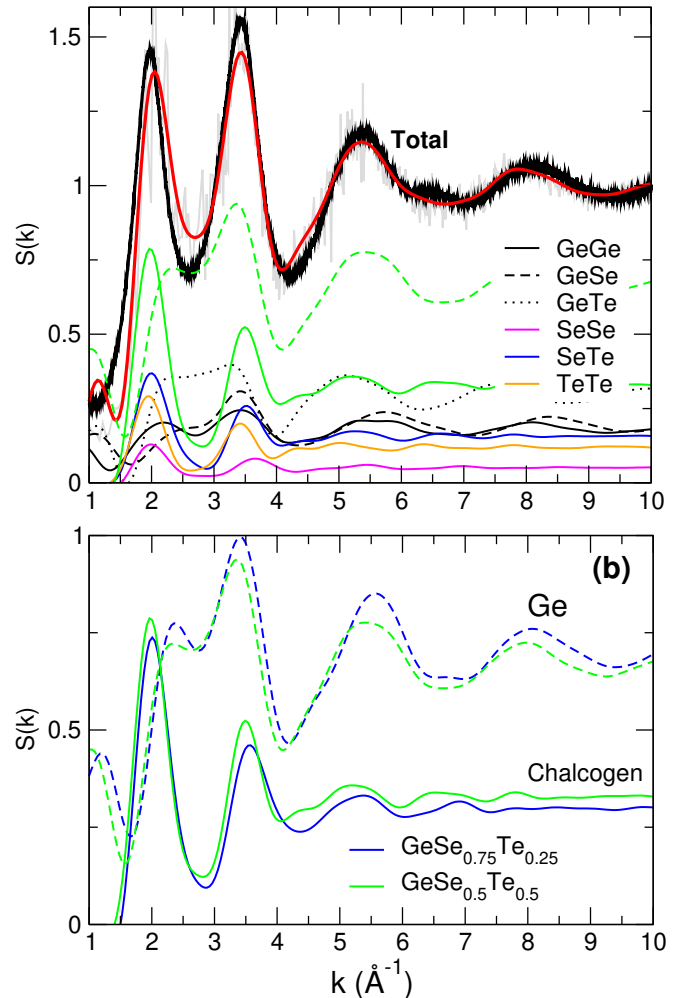 1.5
1
0.5
0
S(k)
Total
GeGe
GeSe
GeTe
SeSe
SeTe
TeTe
1 2 3 4 5 6 7 8 9 10
1
0.5
0
S(k)
(b)
Ge
Chalcogen
GeSe0.75Te0.25
GeSe0.5Te0.5
1 2 3 4 5 6 7 8 9 10
k (Å-1)